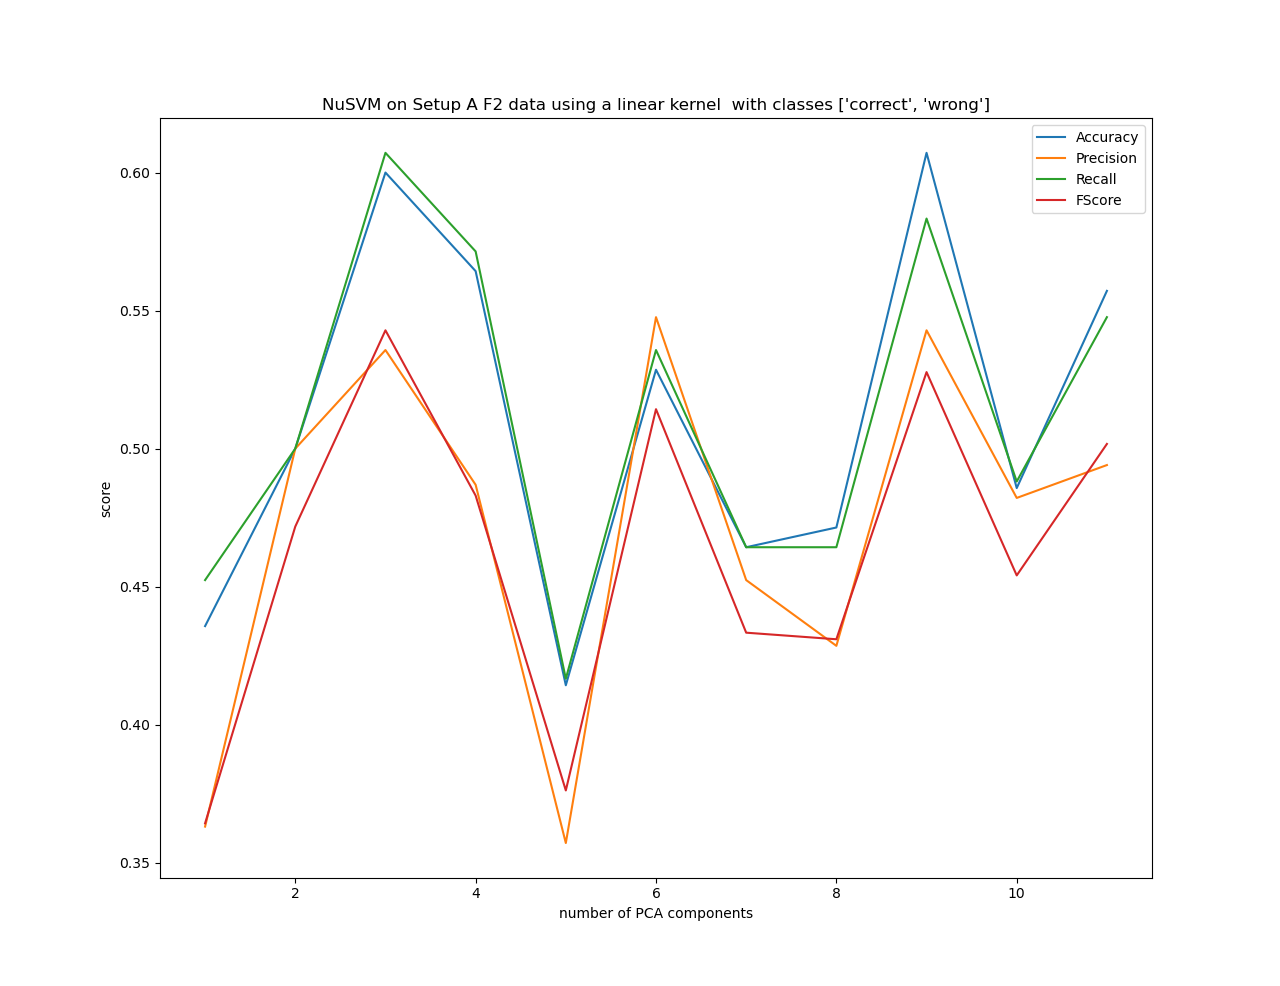 NuSVM on Setup A F2 data using a linear kernel  with classes ['correct', 'wrong']
Accuracy
Precision
Recall
FScore
0.60
0.55
0.50
0.45
0.40
0.35
score
2 4 6 8 10
number of PCA components